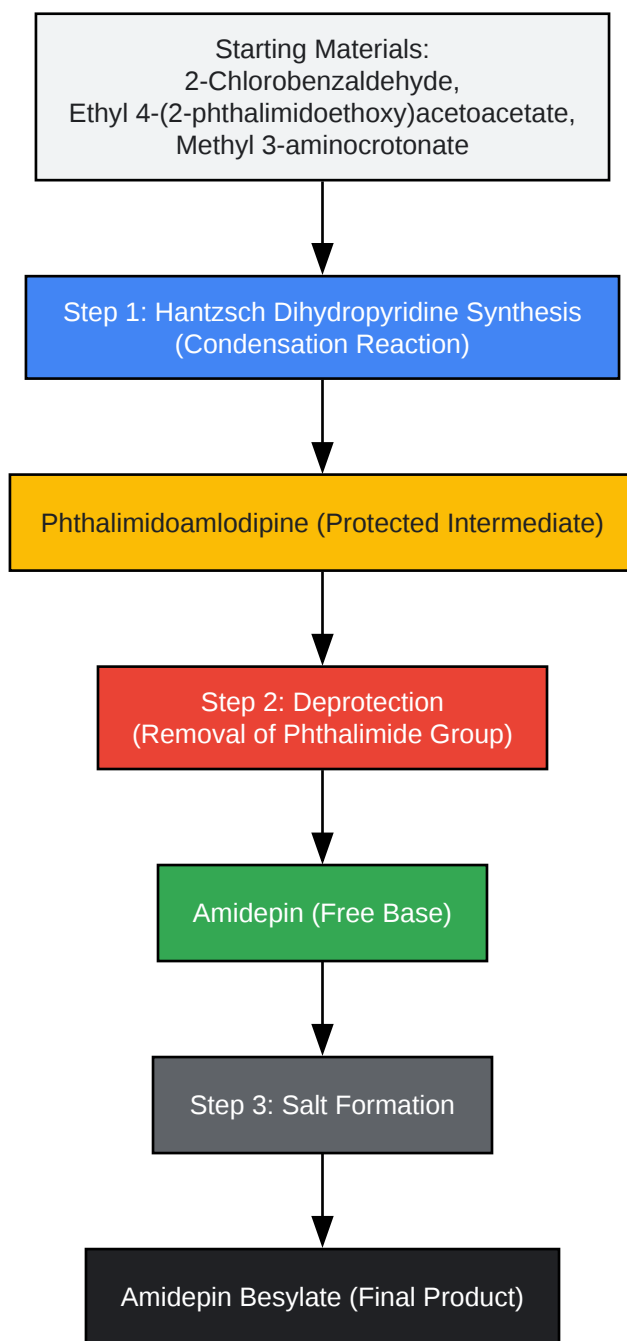 Starting Materials:
2-Chlorobenzaldehyde,
Ethyl 4-(2-phthalimidoethoxy)acetoacetate,
Methyl 3-aminocrotonate
Step 1: Hantzsch Dihydropyridine Synthesis
(Condensation Reaction)
Phthalimidoamlodipine (Protected Intermediate)
Step 2: Deprotection
(Removal of Phthalimide Group)
Amidepin (Free Base)
Step 3: Salt Formation
Amidepin Besylate (Final Product)